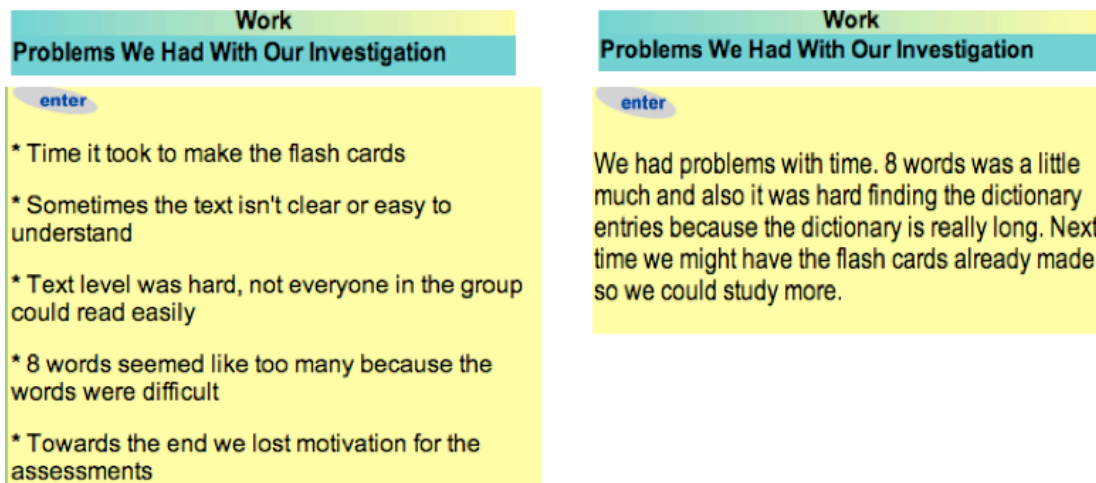 Work
Problems We Had With Our Investigation
enter
* Time it took to make the flash cards
* Sometimes the text isn't clear or easy to
understand
* Text level was hard, not everyone in the group
could read easily
* 8 words seemed like too many because the
words were difficult
* Towards the end we lost motivation for the
assessments
Work
Problems We Had With Our Investigation
enter
We had problems with time. 8 words was a little
much and also it was hard finding the dictionary
entries because the dictionary is really long. Next
time we might have the flash cards already made
so we could study more.